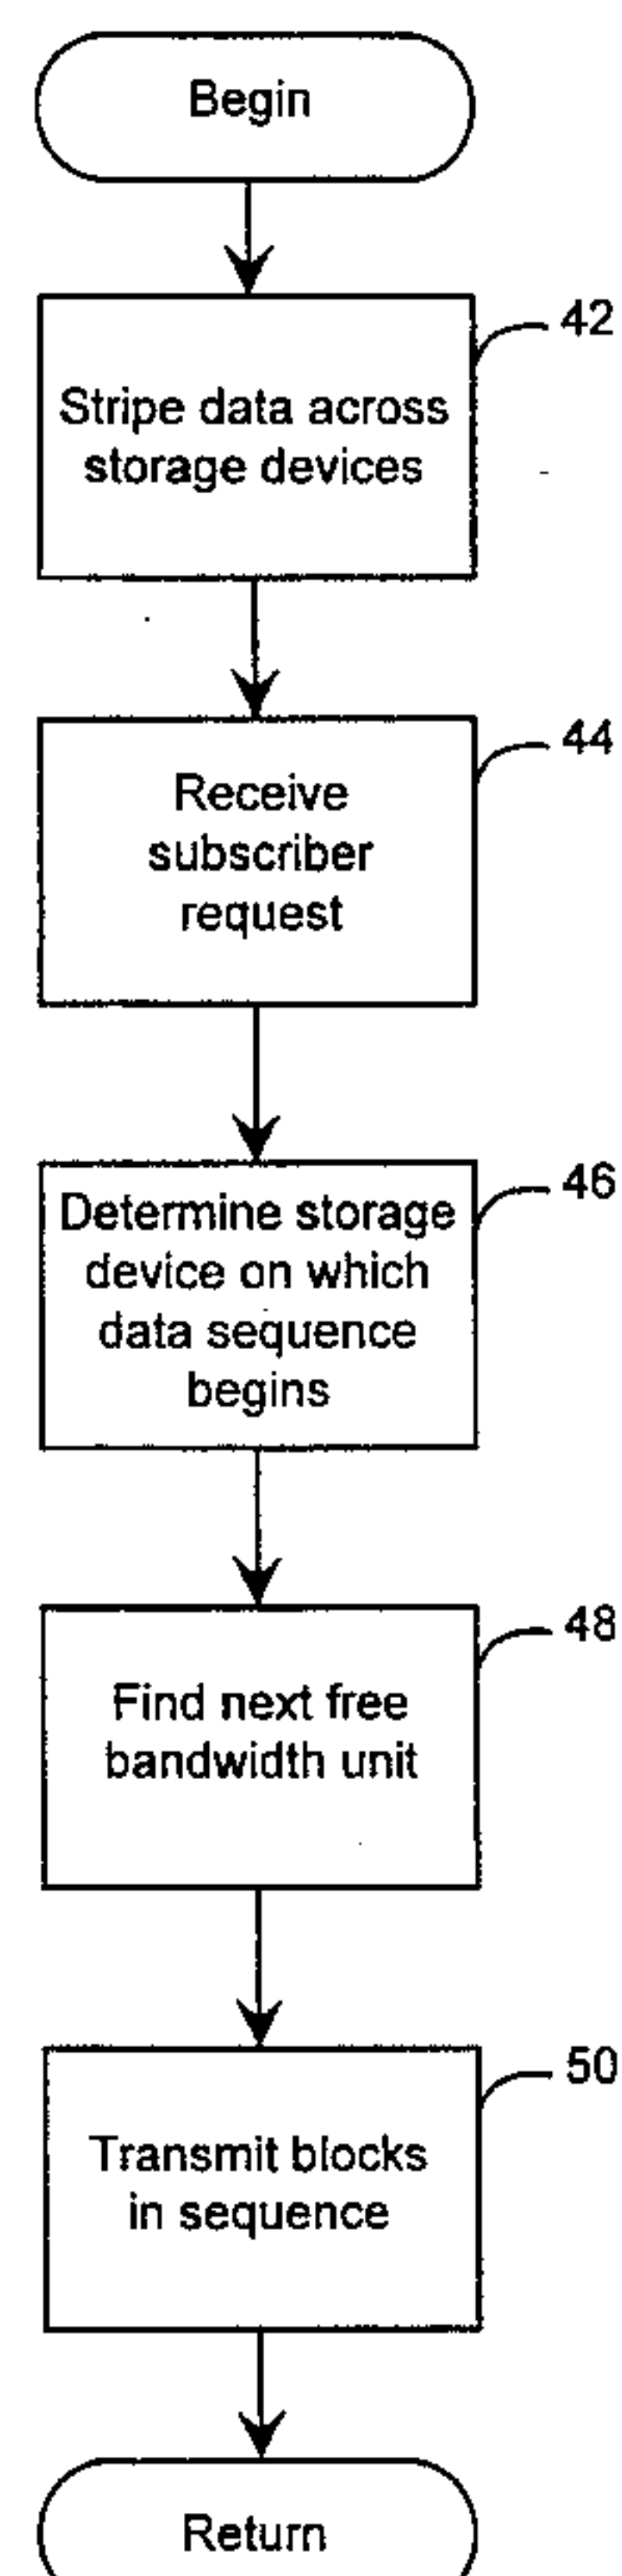 Begin
42
Stripe data across
storage devices
44
Receive
subscriber
request
46
Determine storage
device on which
data sequence
begins
48
Find next free
bandwidth unit
50
Transmit blocks
in sequence
Return